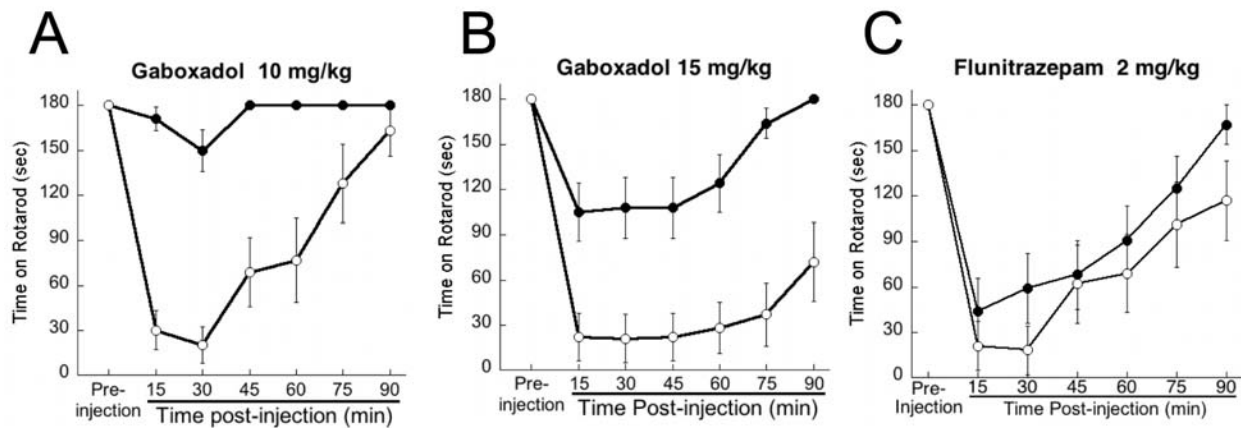 A
Gaboxadol 10 mg/kg
Time on Rotarod (sec)
180
150
120
90
60
30
0
Pre-
injection
15 30 45 60 75 90
Time post-injection (min)
B
Gaboxadol 15 mg/kg
Time on Rotarod (sec)
180
150
120
90
60
30
0
Pre-
injection
15 30 45 60 75 90
Time Post-injection (min)
C
Flunitrazepam 2 mg/kg
Time on Rotarod (sec)
180
150
120
90
60
30
0
Pre-
Injection
15 30 45 60 75 90
Time Post-injection (min)